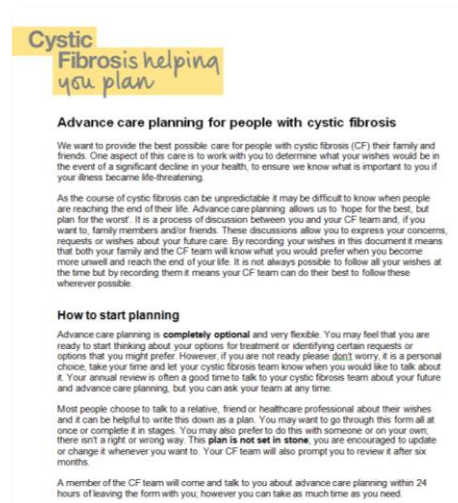 Cystic
Fibrosis helping
you plan
Advance care planning for people with cystic fibrosis
We want to provide the best possible care for people with cystic fibrosis (CF) their family and
friends. One aspect of this care is to work with you to determine what your wishes would be in
the event of a significant decline in your health, to ensure we know what is important to you if
your illness became life-threatening.
As the course of cystic fibrosis can be unpredictable it may be difficult to know when people
are reaching the end of their life. Advance care planning allows us to ‘hope for the best, but
plan for the worst’. It is a process of discussion between you and your CF team and, if you
want to, family members and/or friends. These discussions allow you to express your concerns,
requests or wishes about your future care. By recording your wishes in this document it means
that both your family and the CF team will know what you would prefer when you become
more unwell and reach the end of your life. It is not always possible to follow all your wishes at
the time but by recording them it means your CF team can do their best to follow these
wherever possible.
How to start planning
Advance care planning is completely optional and very flexible. You may feel that you are
ready to start thinking about your options for treatment or identifying certain requests or
options that you might prefer. However, if you are not ready please don't worry, it is a personal
choice, take your time and let your cystic fibrosis team know when you would like to talk about
it. Your annual review is often a good time to talk to your cystic fibrosis team about your future
and advance care planning, but you can ask your team at any time.
Most people choose to talk to a relative, friend or healthcare professional about their wishes
and it can be helpful to write this down as a plan. You may want to go through this form all at
once or complete it in stages. You may also prefer to do this with someone or on your own;
there isn't a right or wrong way. This plan is not set in stone; you are encouraged to update
or change it whenever you want to. Your CF team will also prompt you to review it after six
months.
A member of the CF team will come and talk to you about advance care planning within 24
hours of leaving the form with you; however you can take as much time as you need.